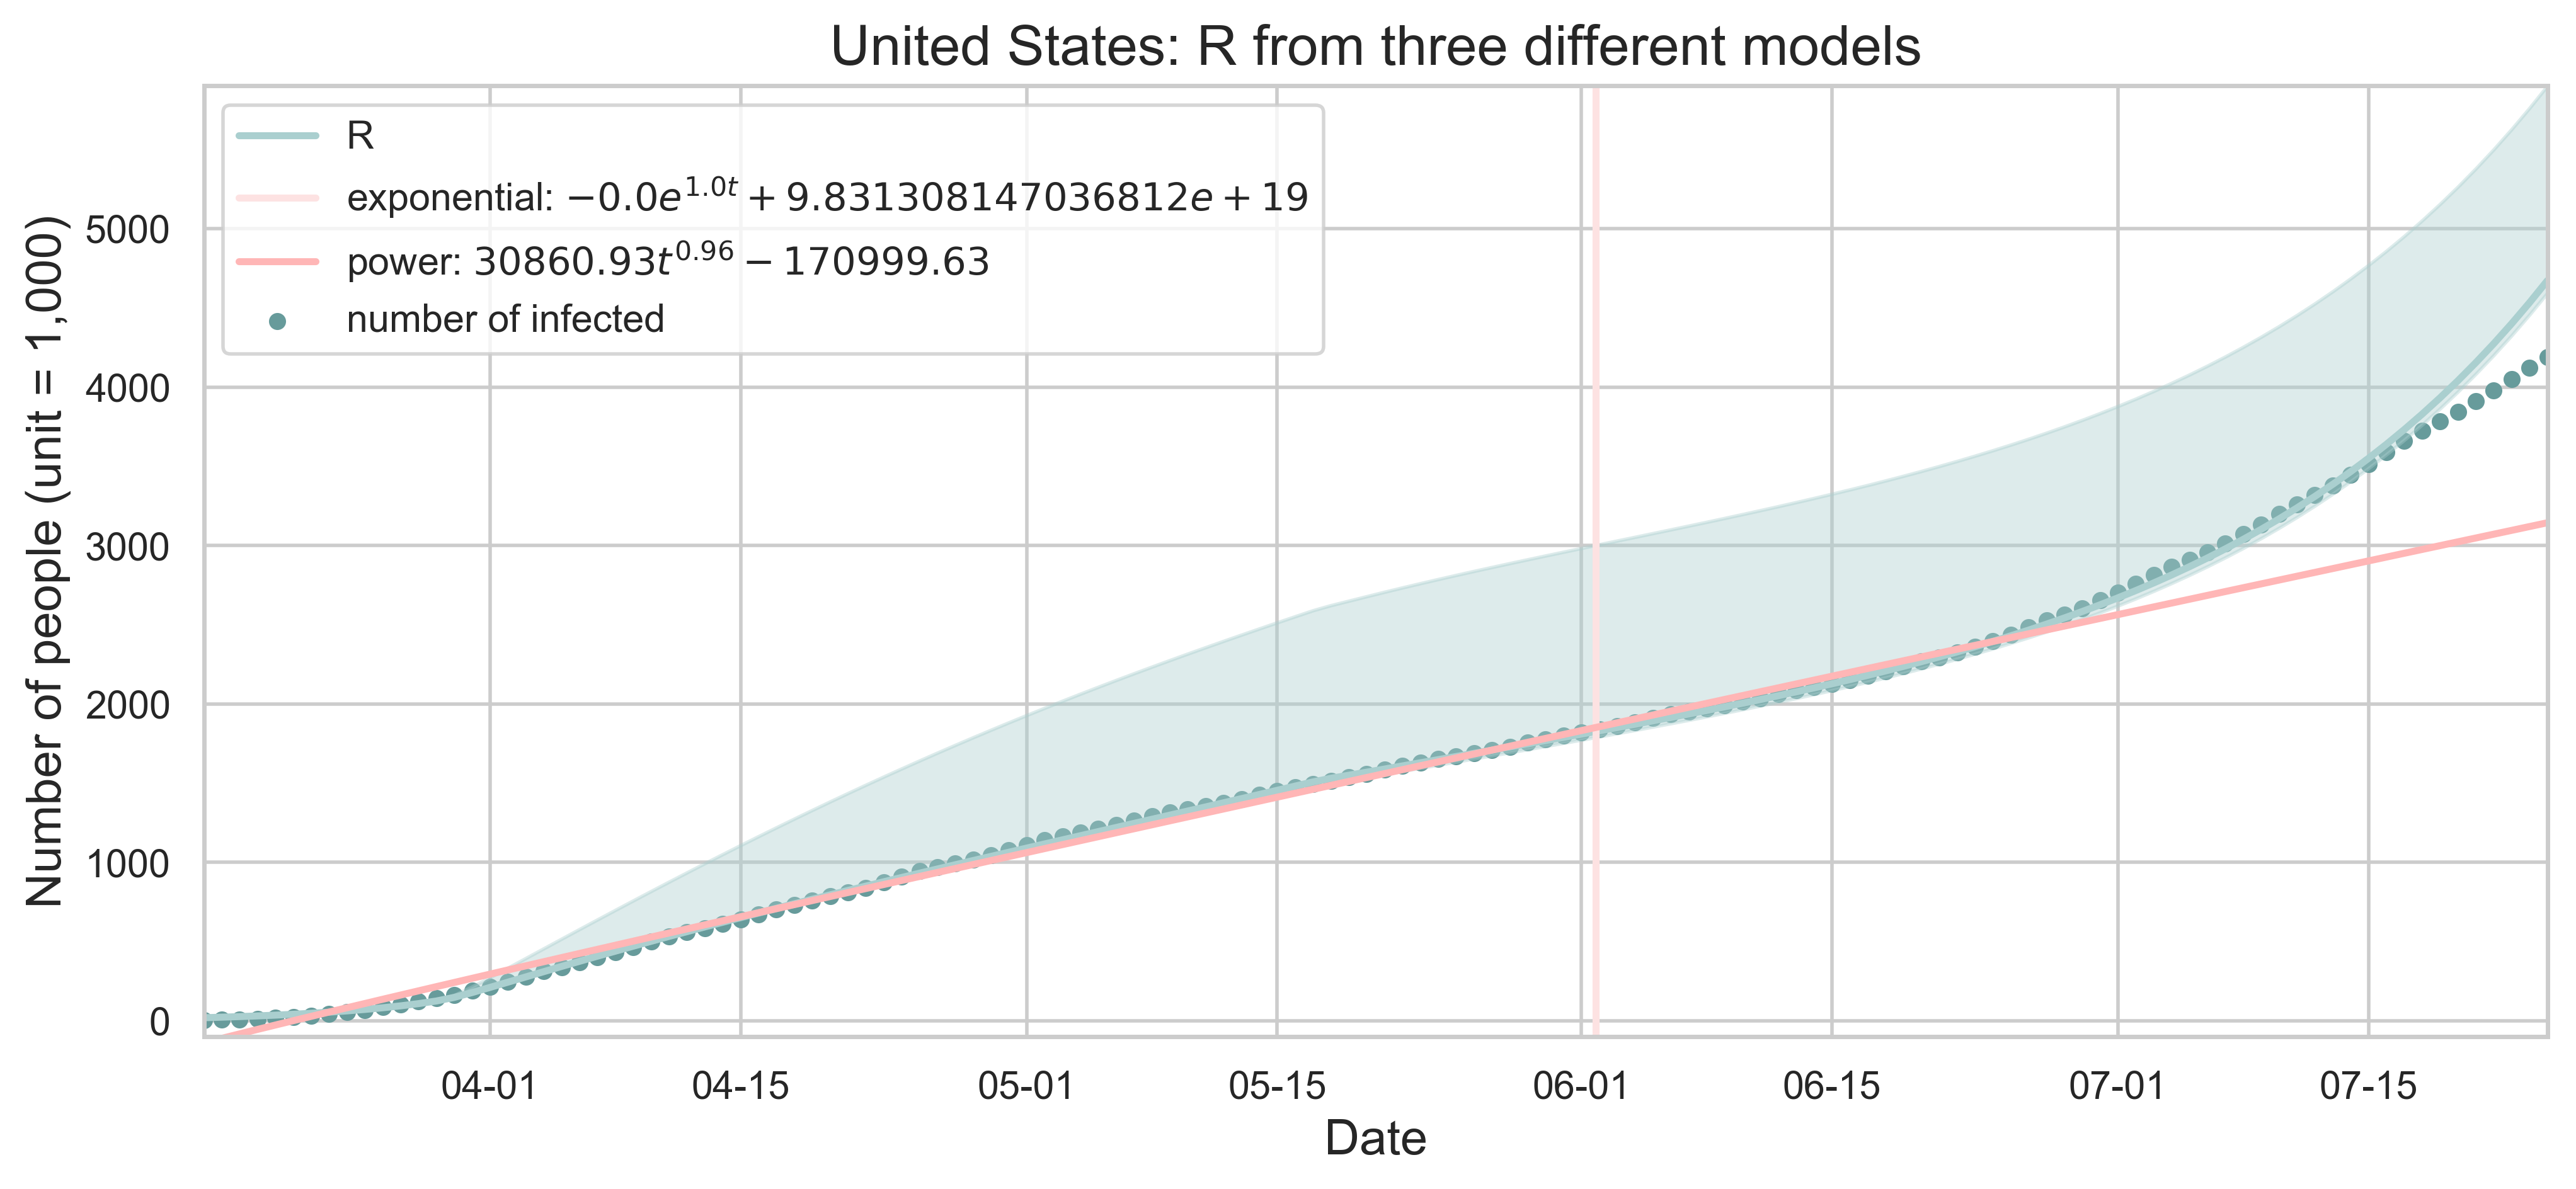 United States: R from three different models
Number of people (unit = 1,000)
R
exponential: −0.0e^{1.0t} + 9.831308147036812e + 19
power: 30860.93t^{0.96} − 170999.63
number of infected
5000
4000
3000
2000
1000
0
04-01 04-15 05-01 05-15 06-01 06-15 07-01 07-15
Date